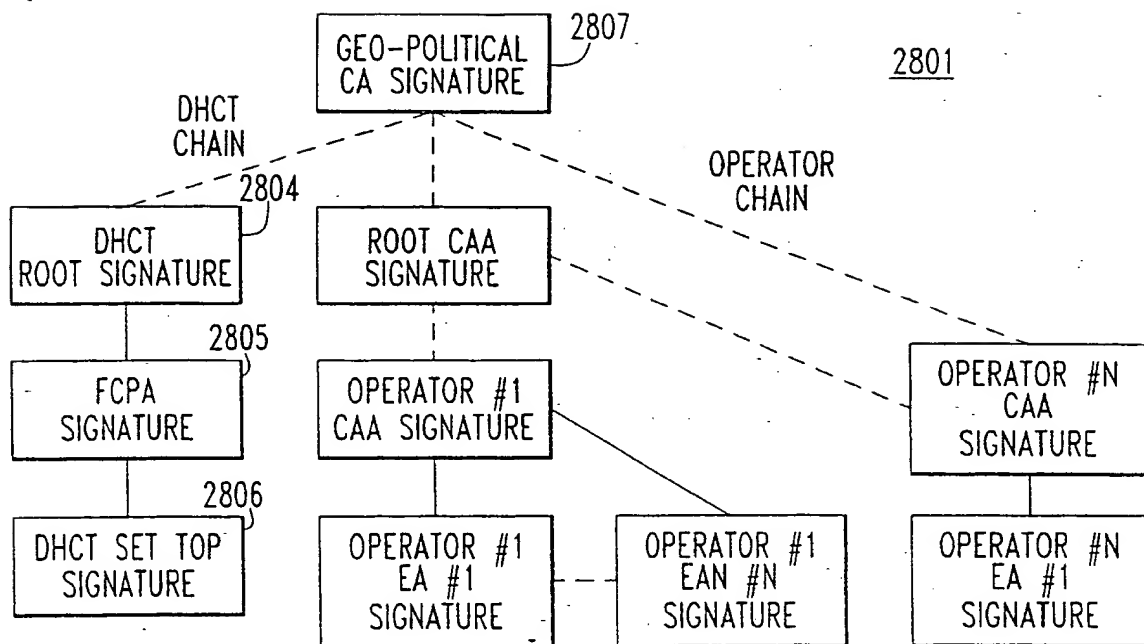 GEO-POLITICAL
CA SIGNATURE
2807
2801
DHCT
CHAIN
OPERATOR
CHAIN
2804
DHCT
ROOT SIGNATURE
ROOT CAA
SIGNATURE
2805
FCPA
SIGNATURE
OPERATOR #1
CAA SIGNATURE
OPERATOR #N
CAA
SIGNATURE
2806
DHCT SET TOP
SIGNATURE
OPERATOR #1
EA #1
SIGNATURE
OPERATOR #1
EAN #N
SIGNATURE
OPERATOR #N
EA #1
SIGNATURE